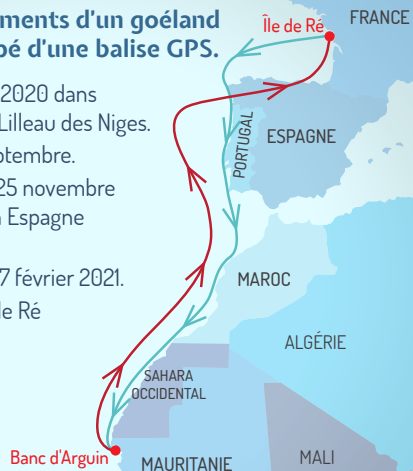 ments d'un goéland
pé d'une balise GPS.
2020 dans
Lilleau des Niges.
ptembre.
25 novembre
Espagne
7 février 2021.
de Ré
Île de Ré
FRANCE
PORTUGAL
ESPAGNE
MAROC
ALGÉRIE
SAHARA
OCCIDENTAL
Banc d'Arguin
MAURITANIE
MALI